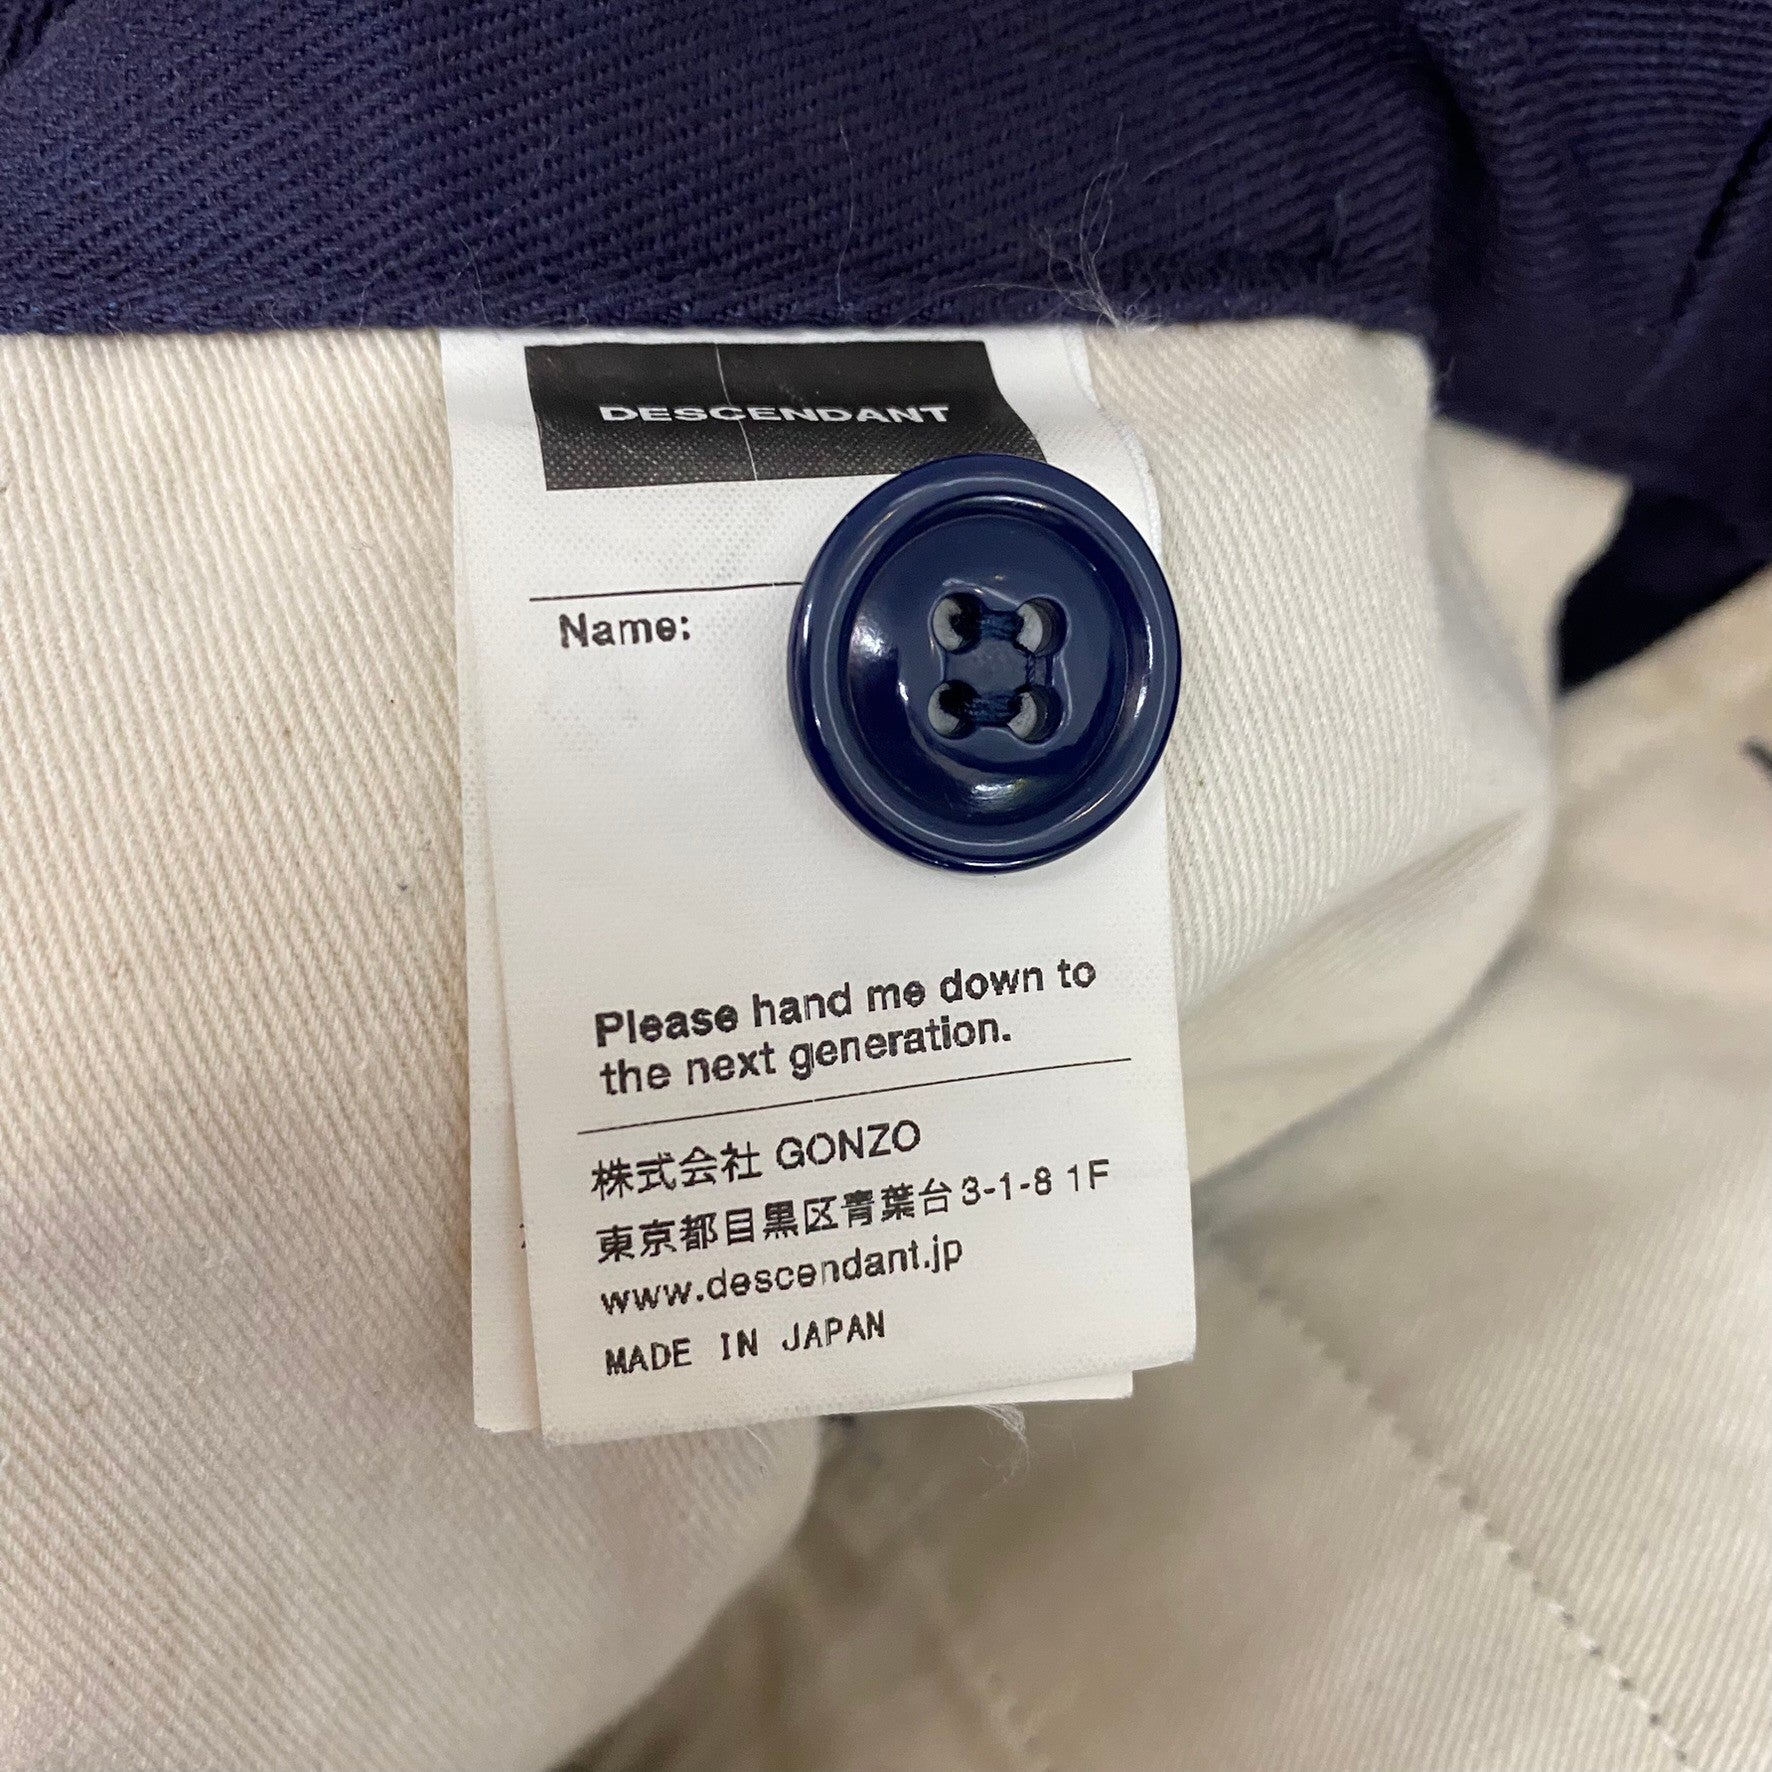 DESCENDANT
Name:
Please hand me down to
the next generation.
株式会社 GONZO
東京都目黒区青葉台3-1-8 1F
www.descendant.jp
MADE IN JAPAN